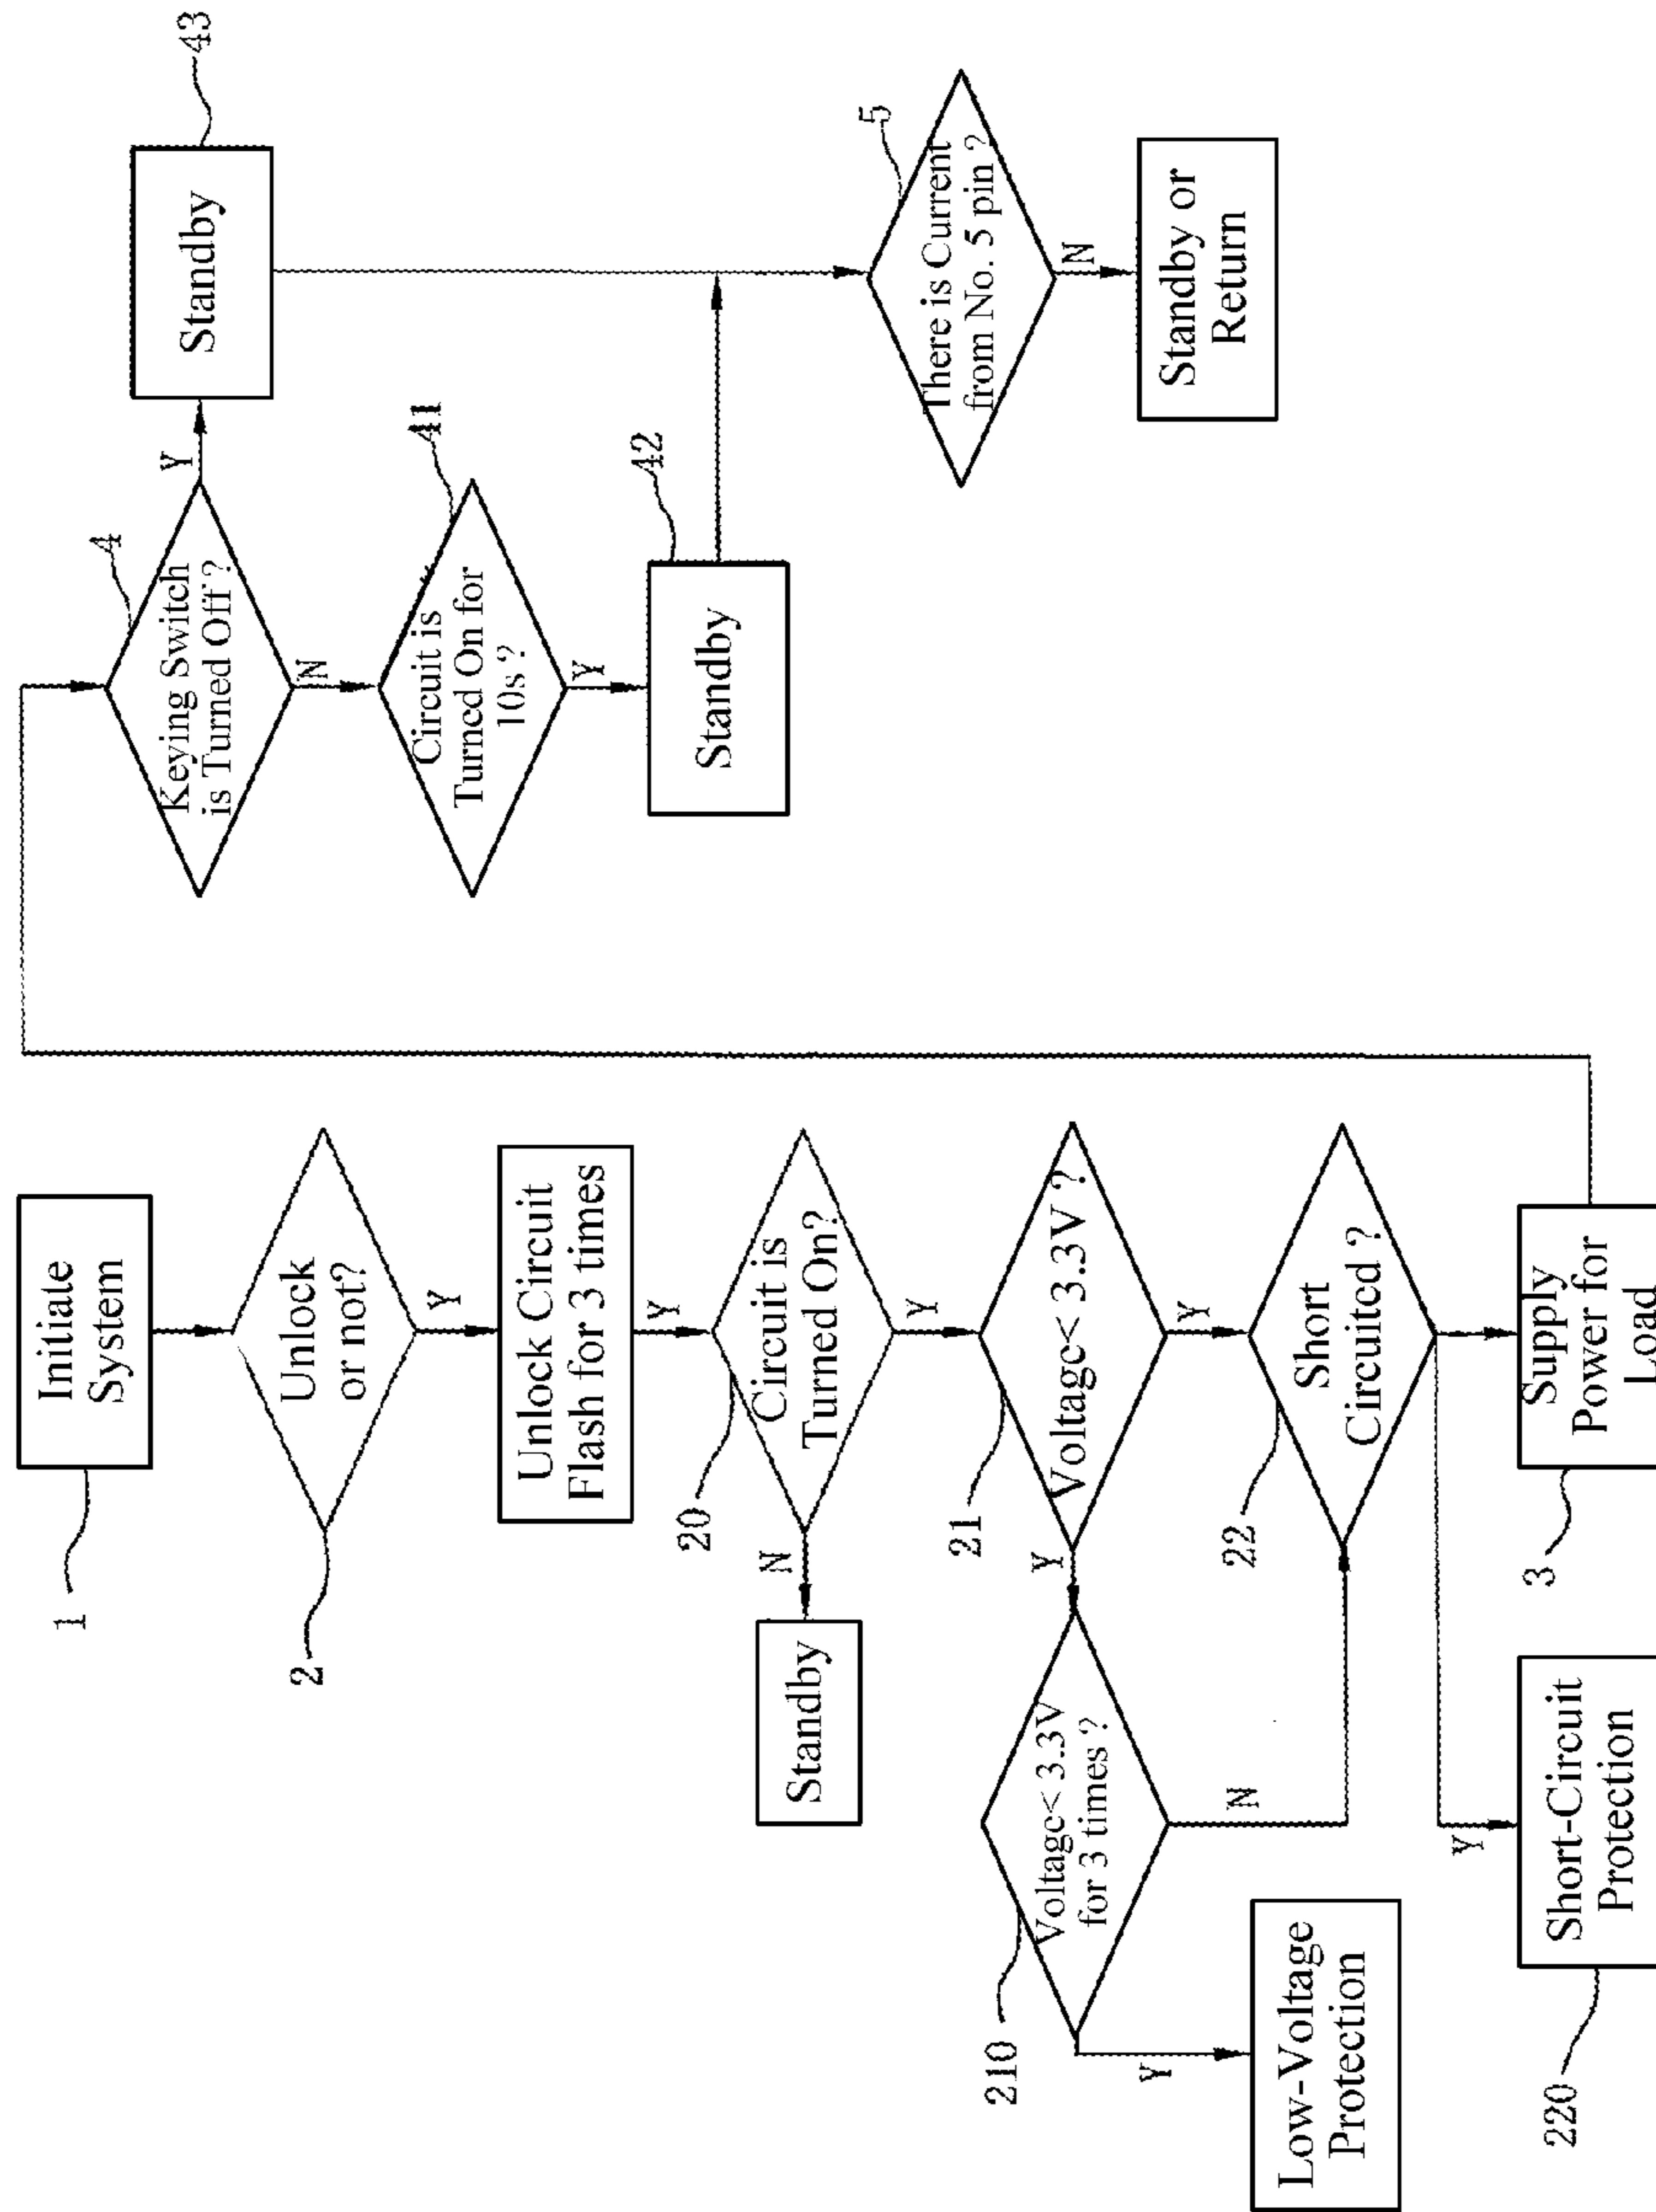 1
Initiate
System
2
Unlock
or not?
Y
Unlock Circuit
Flash for 3 times
Y
20
Circuit is
Turned On?
N
Standby
Y
21
Voltage< 3.3V ?
Y
210
Voltage< 3.3V
for 3 times ?
Y
Low-Voltage
Protection
N
Y
22
Short
Circuited ?
Y
220
Short-Circuit
Protection
3
Supply
Power for
Load
4
Keying Switch
is Turned Off ?
Y
43
Standby
N
41
Circuit is
Turned On for
10s ?
Y
42
Standby
5
There is Current
from No. 5 pin ?
N
Standby or
Return